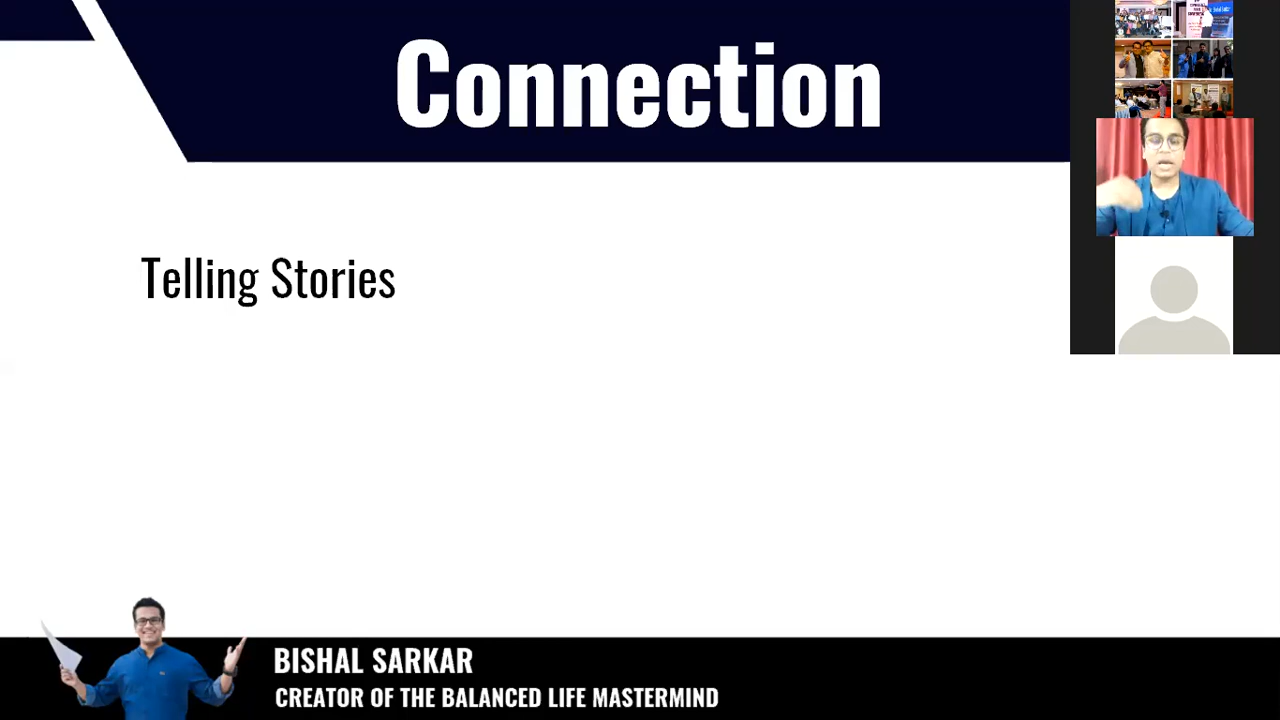 Connection
Telling Stories
BISHAL SARKAR
CREATOR OF THE BALANCED LIFE MASTERMIND